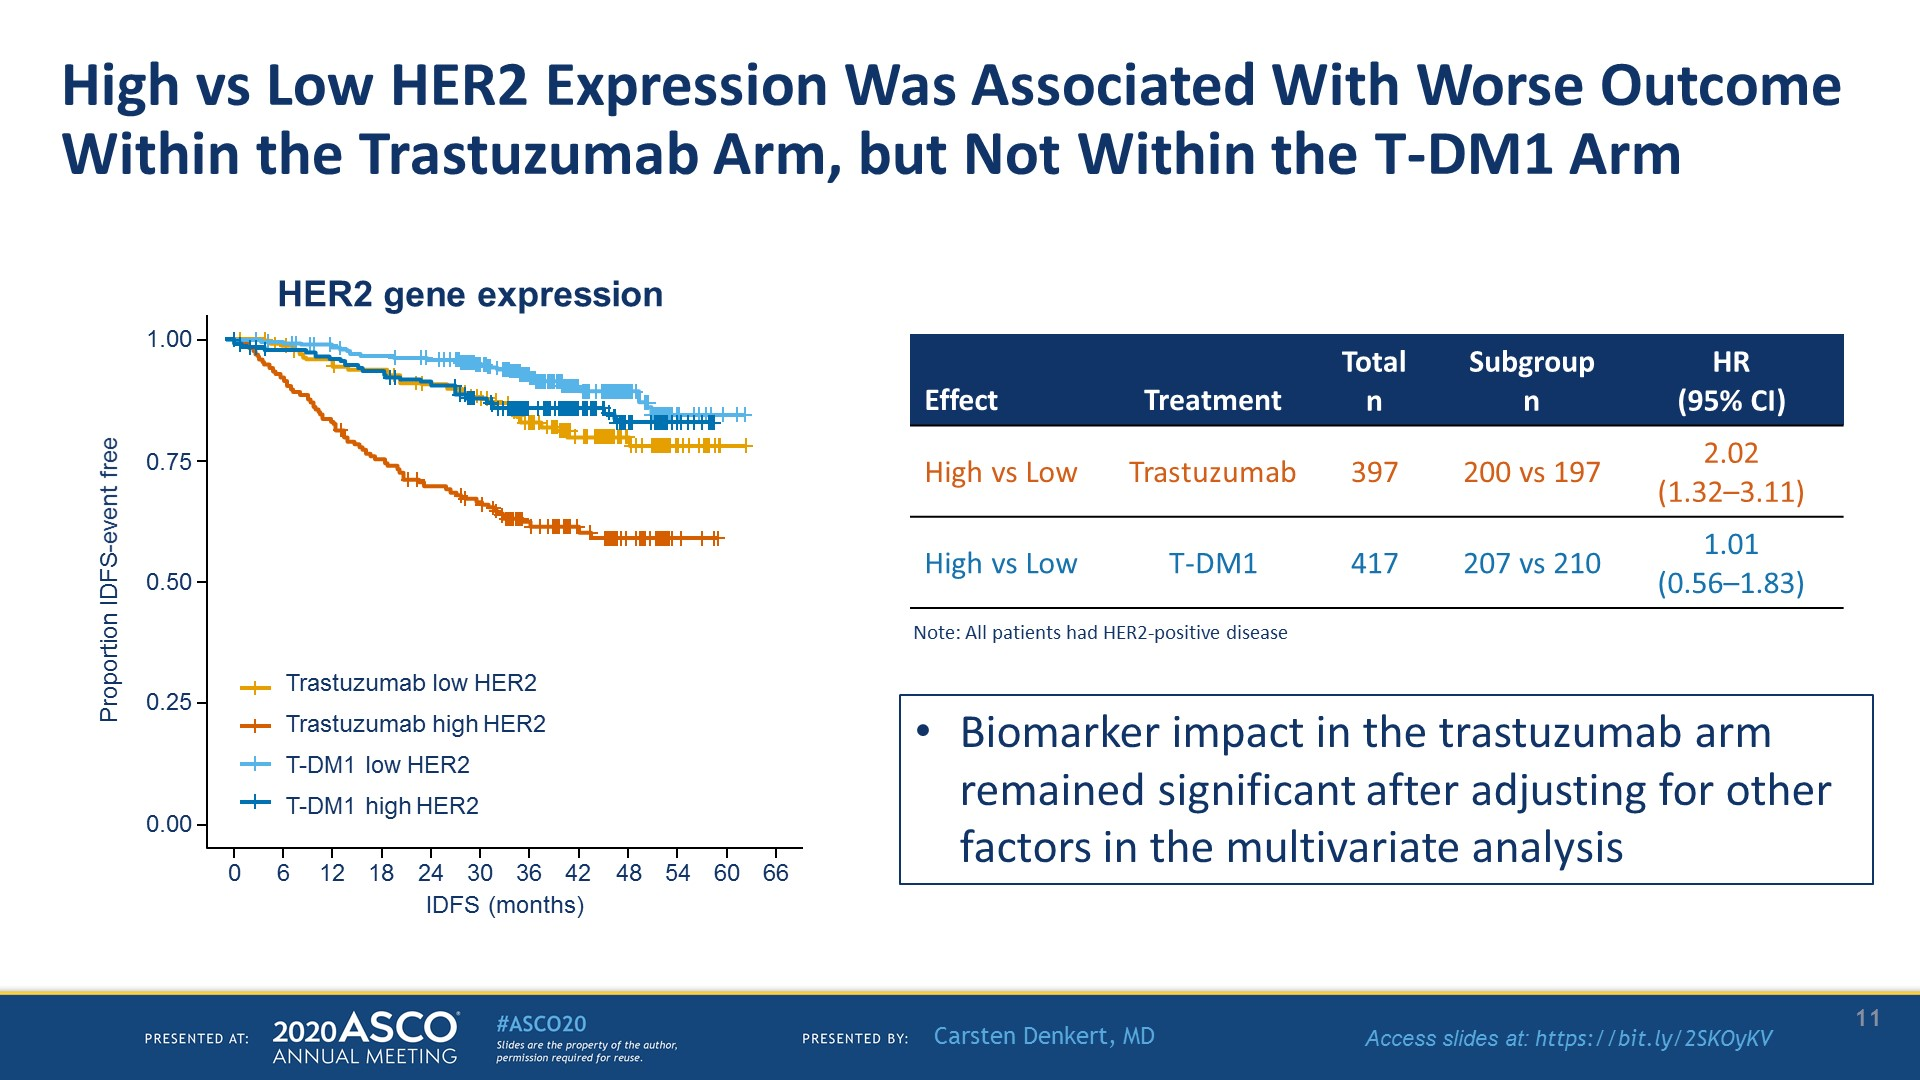 High vs Low HER2 Expression Was Associated With Worse Outcome
Within the Trastuzumab Arm, but Not Within the T-DM1 Arm
HER2 gene expression
Proportion IDFS-event free
1.00
0.75
0.50
0.25
0.00
Trastuzumab low HER2
Trastuzumab high HER2
T-DM1 low HER2
T-DM1 high HER2
0 6 12 18 24 30 36 42 48 54 60 66
IDFS (months)
Effect Treatment Total n Subgroup n HR (95% CI)
High vs Low Trastuzumab 397 200 vs 197 2.02 (1.32–3.11)
High vs Low T-DM1 417 207 vs 210 1.01 (0.56–1.83)
Note: All patients had HER2-positive disease
• Biomarker impact in the trastuzumab arm
remained significant after adjusting for other
factors in the multivariate analysis
PRESENTED AT:
2020 ASCO®
ANNUAL MEETING
#ASCO20
Slides are the property of the author,
permission required for reuse.
PRESENTED BY: Carsten Denkert, MD
Access slides at: https://bit.ly/2SKOyKV
11